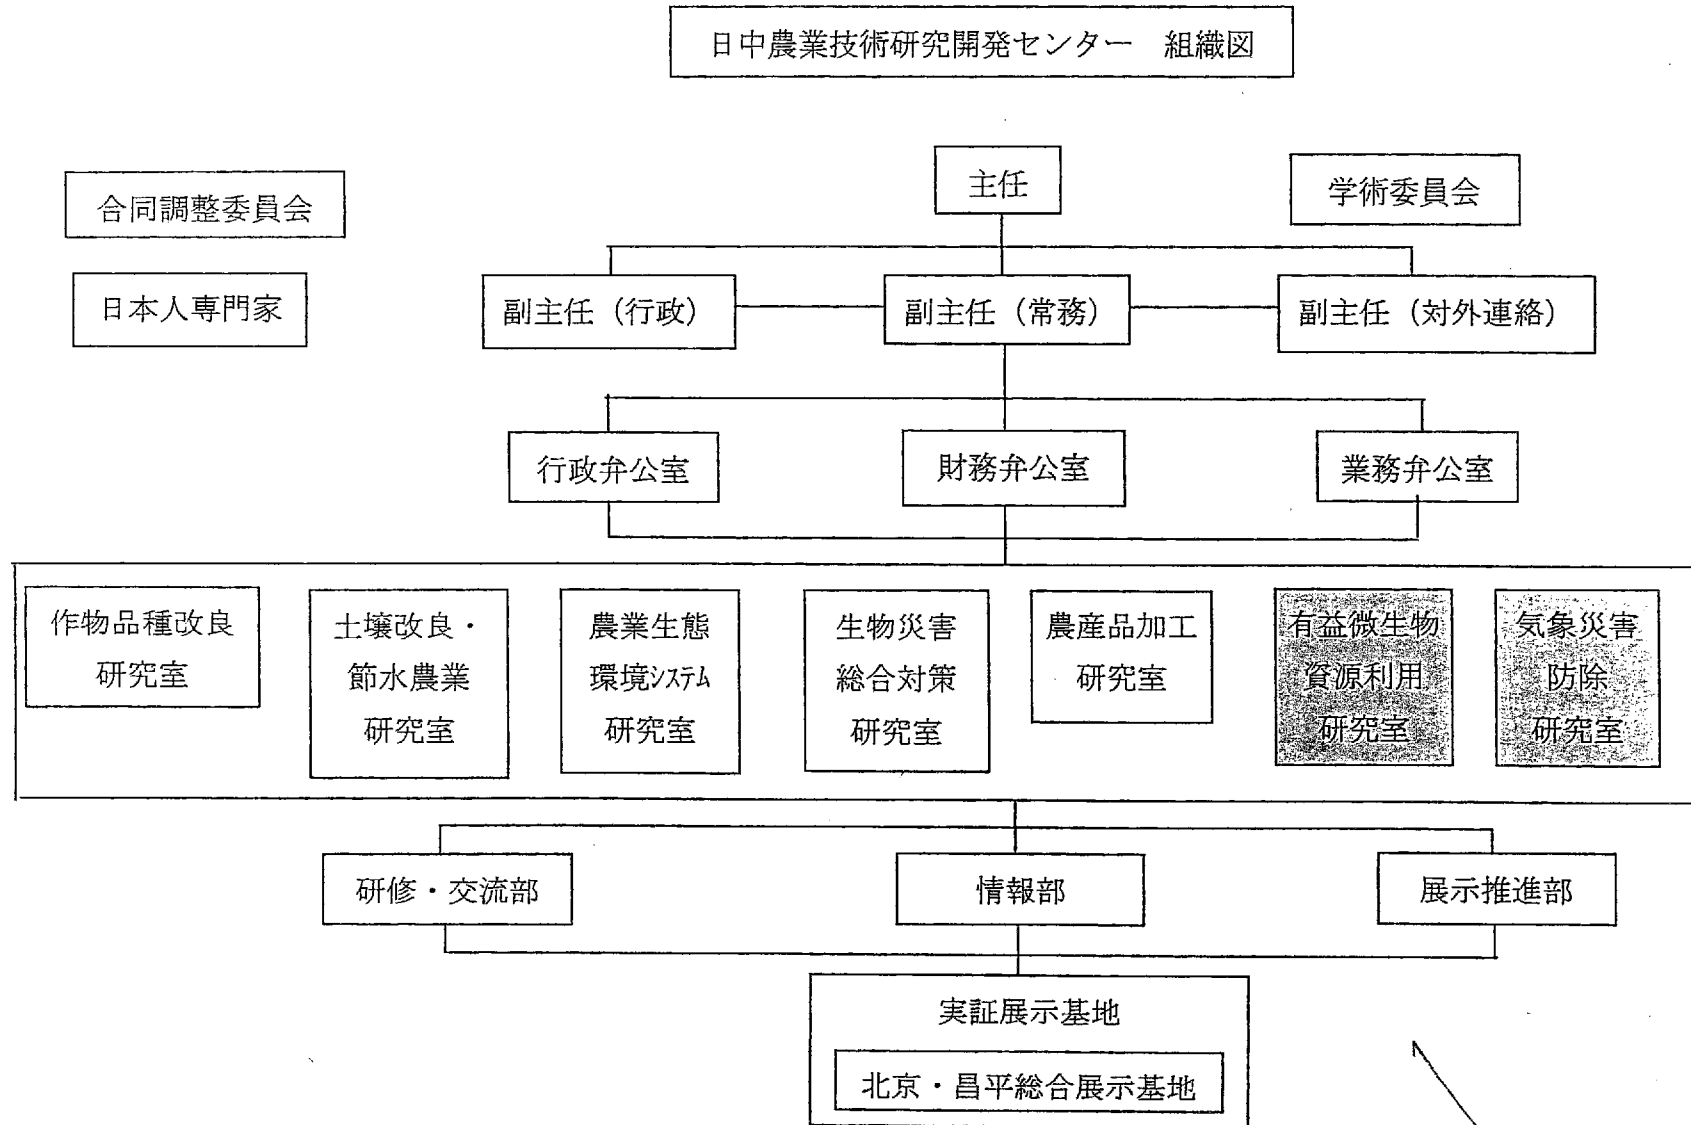 日中農業技術研究開発センター 組織図
主任
学術委員会
合同調整委員会
日本人専門家
副主任（行政）
副主任（常務）
副主任（対外連絡）
行政弁公室
財務弁公室
業務弁公室
作物品種改良
研究室
土壌改良・
節水農業
研究室
農業生態
環境ｼｽﾃﾑ
研究室
生物災害
総合対策
研究室
農産品加工
研究室
有益微生物
資源利用
研究室
気象災害
防除
研究室
研修・交流部
情報部
展示推進部
実証展示基地
北京・昌平総合展示基地